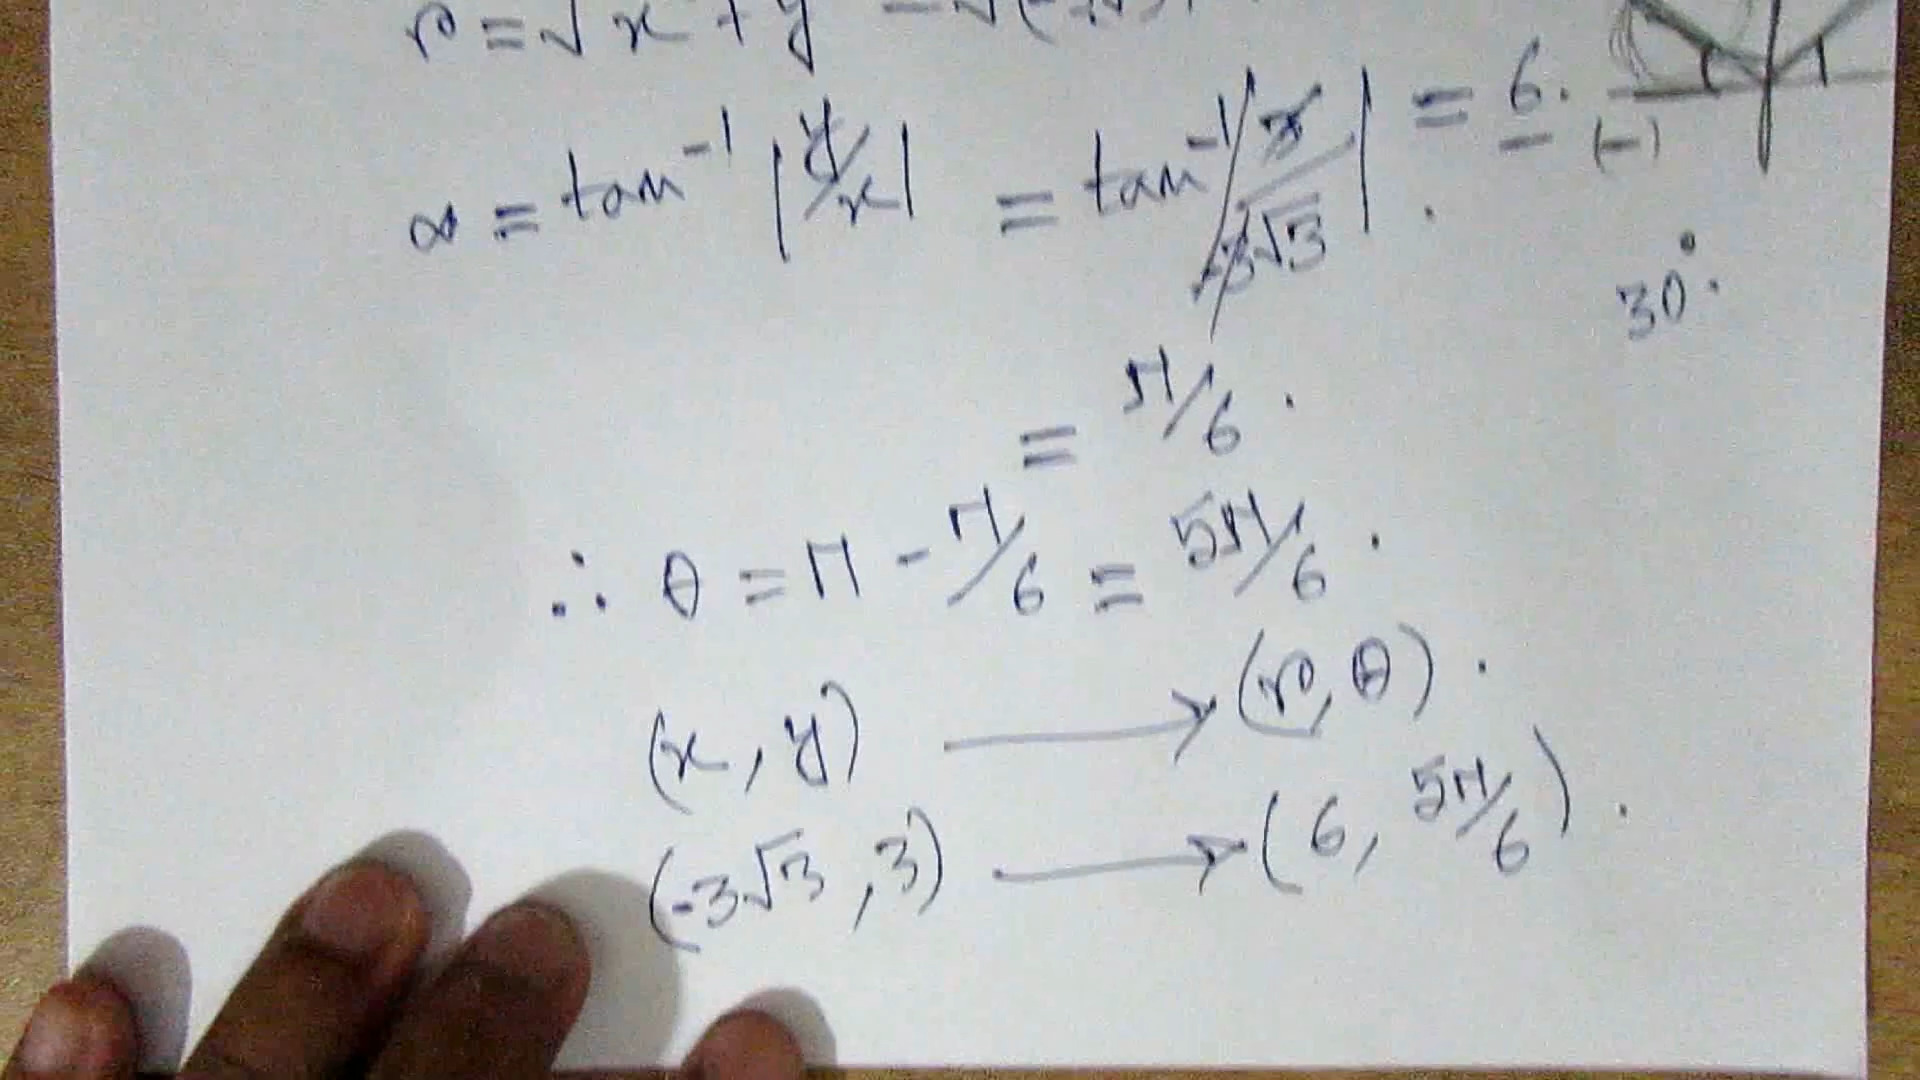 r = √x + y
α = tan⁻¹ |y/x| = tan⁻¹ |3/-3√3| .
= 6.
(-)
30°.
= π/6 .
∴ θ = π - π/6 = 5π/6 .
(x, y) → (r, θ) .
(-3√3, 3) → (6, 5π/6) .